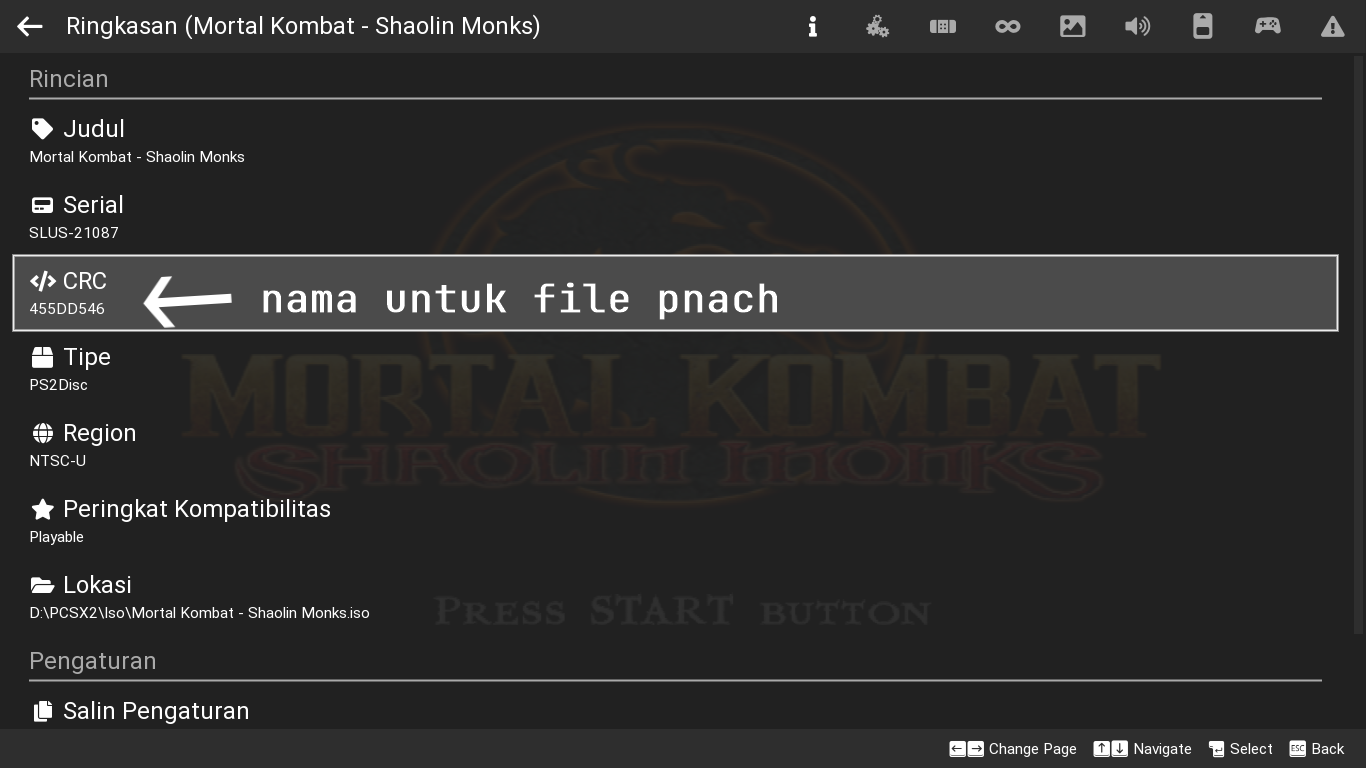 Ringkasan (Mortal Kombat - Shaolin Monks)
Rincian
Judul
Mortal Kombat - Shaolin Monks
Serial
SLUS-21087
CRC
455DD546
nama untuk file pnach
Tipe
PS2Disc
MORTAL KOMBAT
Region
NTSC-U
SHAOLIN MONKS
Peringkat Kompatibilitas
Playable
Lokasi
D:\PCSX2\Iso\Mortal Kombat - Shaolin Monks.iso
PRESS START BUTTON
Pengaturan
Salin Pengaturan
Change Page Navigate Select ESC Back